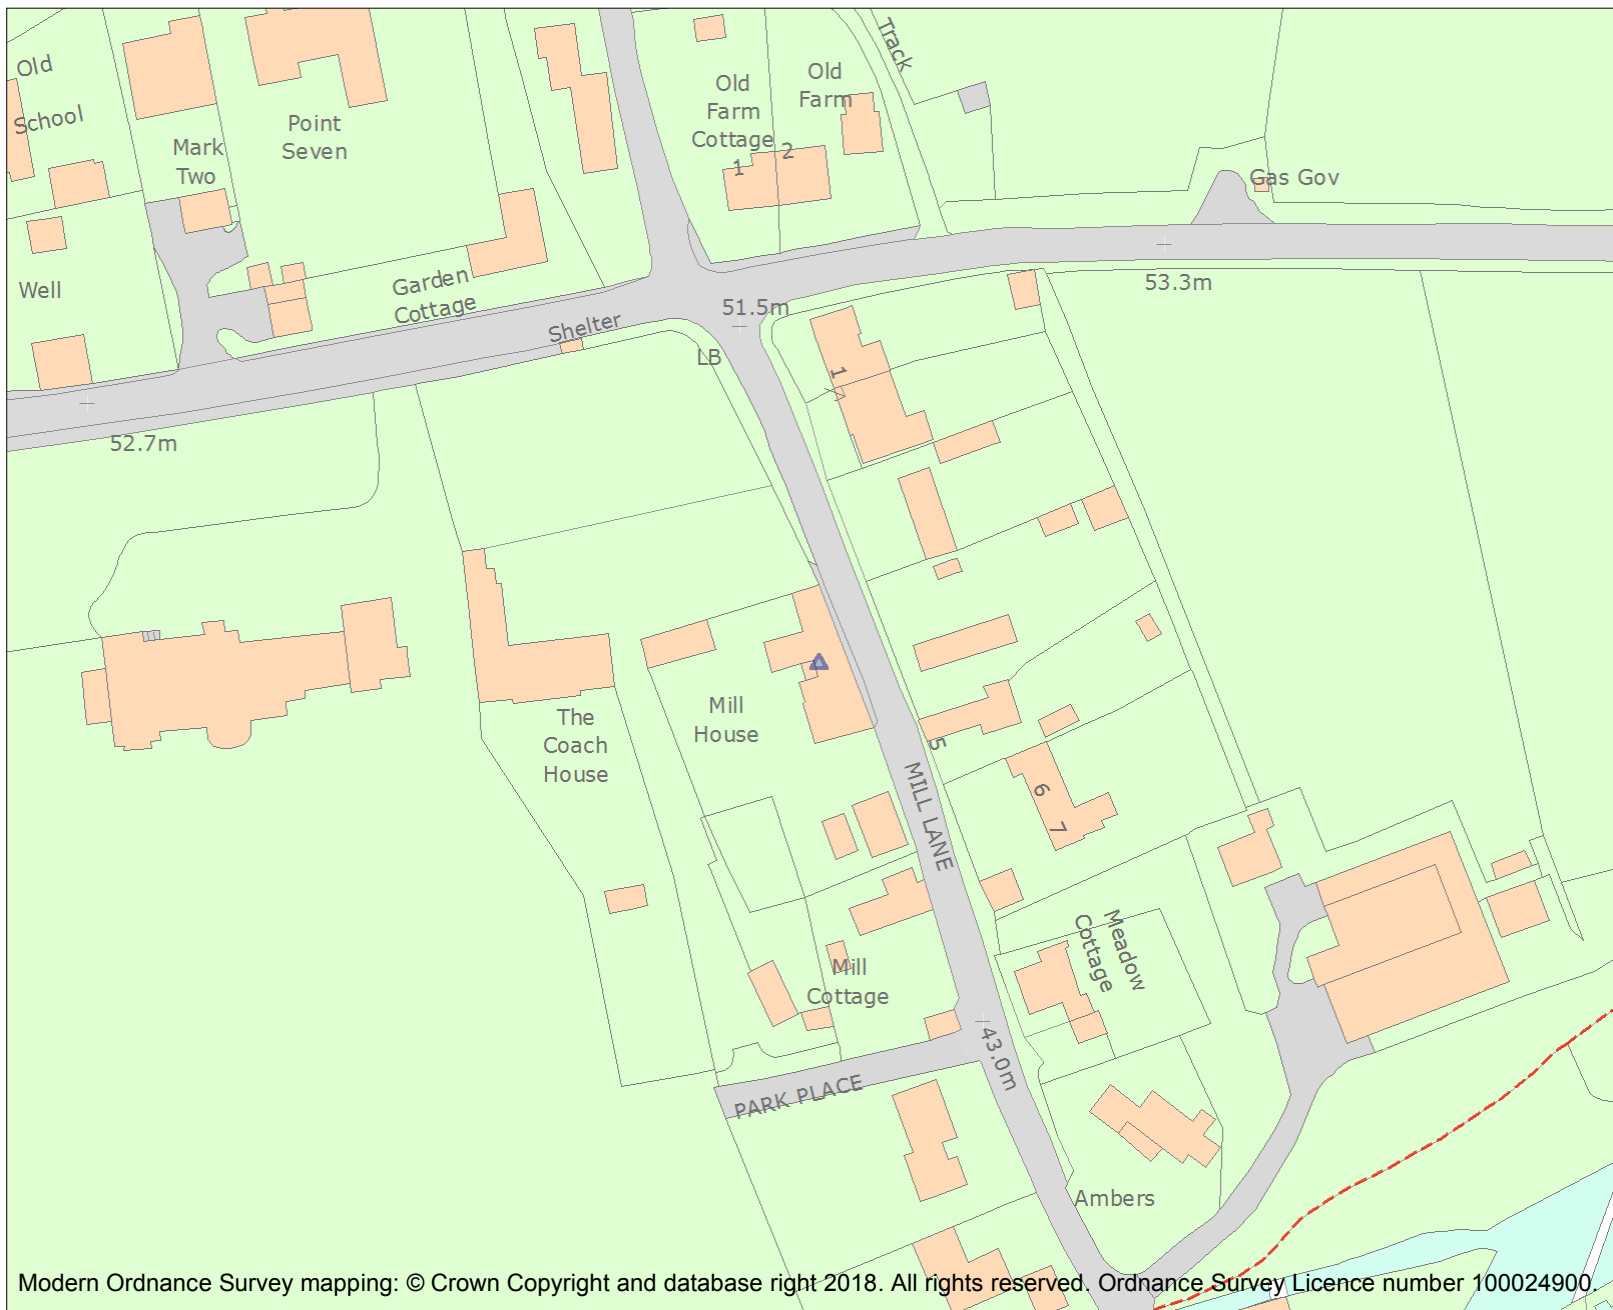 Old
School
Mark
Two
Point
Seven
Old
Farm
Cottage
1
2
Old
Farm
Track
Gas Gov
Well
Garden
Cottage
Shelter
51.5m
53.3m
LB
1
52.7m
The
Coach
House
Mill
House
5
MILL LANE
6
7
Meadow
Cottage
Mill
Cottage
43.0m
PARK PLACE
Ambers
Modern Ordnance Survey mapping: © Crown Copyright and database right 2018. All rights reserved. Ordnance Survey Licence number 100024900.